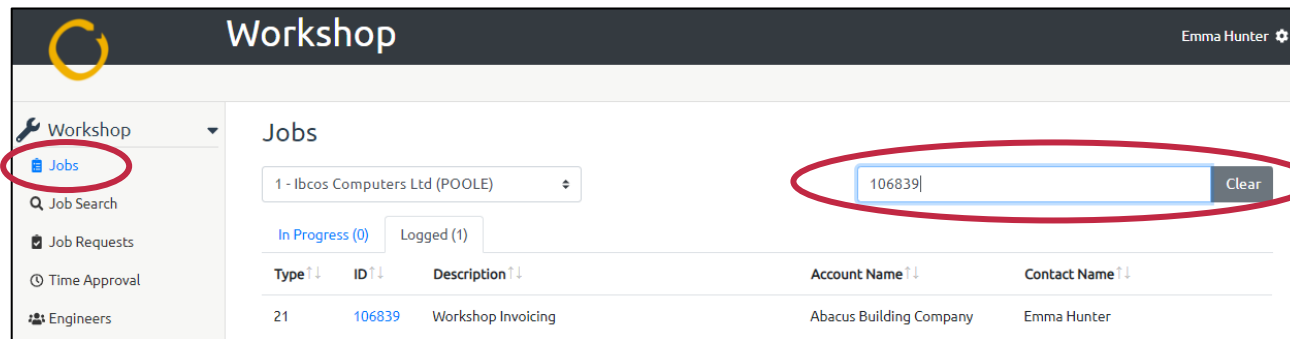 Workshop
Emma Hunter
Workshop
Jobs
Job Search
Job Requests
Time Approval
Engineers
Jobs
1 - Ibcos Computers Ltd (POOLE)
106839
Clear
In Progress (0) Logged (1)
Type ID Description Account Name Contact Name
21 106839 Workshop Invoicing Abacus Building Company Emma Hunter